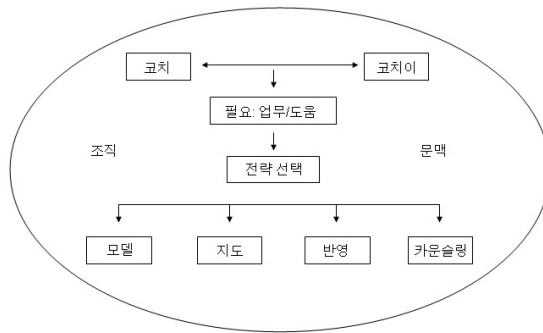 코치
코치이
필요: 업무/도움
조직
문맥
전략 선택
모델
지도
반영
카운슬링